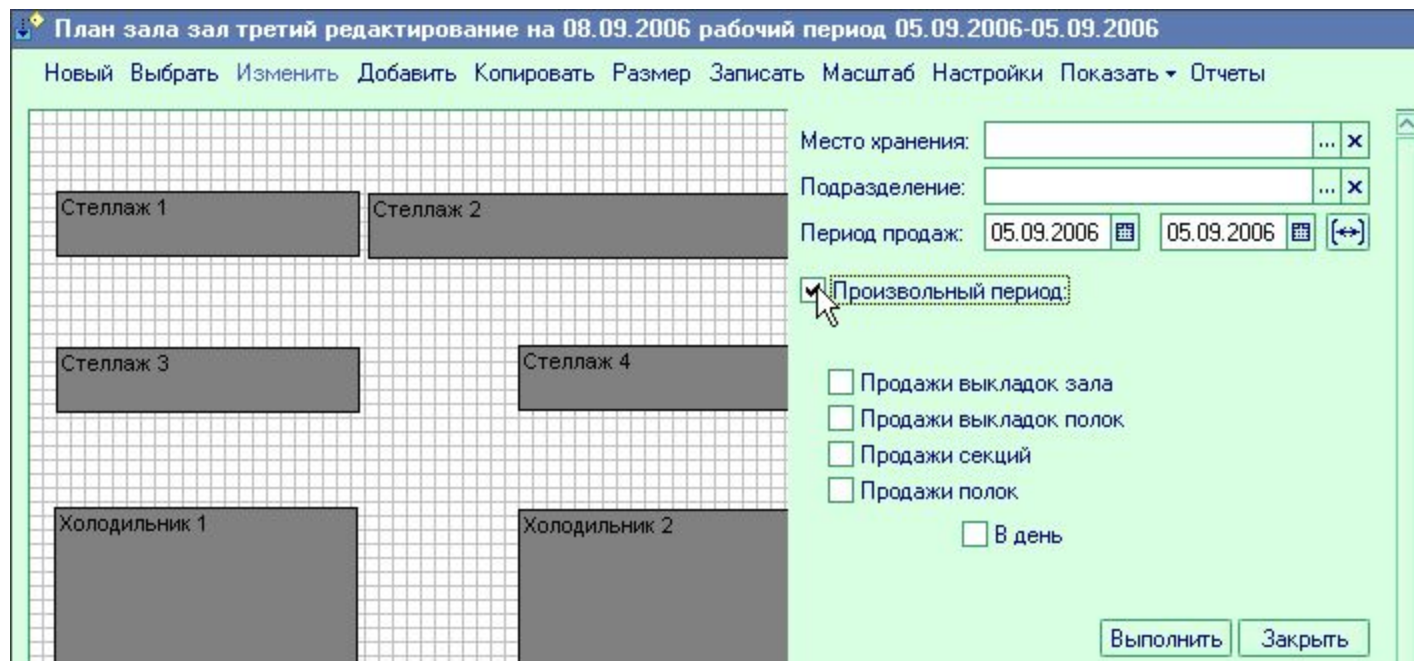 План зала зал третий редактирование на 08.09.2006 рабочий период 05.09.2006-05.09.2006
Новый Выбрать Изменить Добавить Копировать Размер Записать Масштаб Настройки Показать Отчеты
Место хранения: ... x
Подразделение: ... x
Стеллаж 1 Стеллаж 2
Период продаж: 05.09.2006 05.09.2006
Произвольный период:
Стеллаж 3 Стеллаж 4
Продажи выкладок зала
Продажи выкладок полок
Продажи секций
Продажи полок
Холодильник 1 Холодильник 2
В день
Выполнить Закрыть